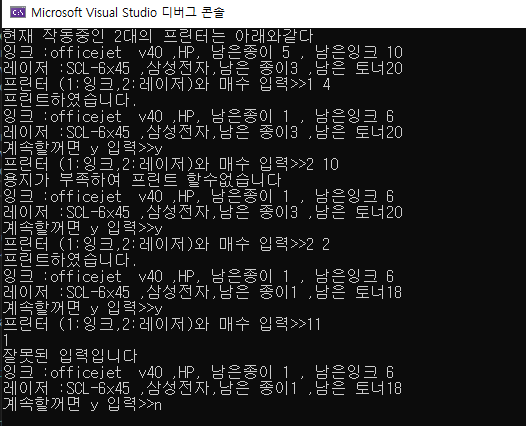 Microsoft Visual Studio 디버그 콘솔
현재 작동중인 2대의 프린터는 아래와같다
잉크 :officejet  v40 ,HP, 남은종이 5 , 남은잉크 10
레이저 :SCL-6x45 ,삼성전자,남은 종이3 ,남은 토너20
프린터 (1:잉크,2:레이저)와 매수 입력>>1 4
프린트하였습니다.
잉크 :officejet  v40 ,HP, 남은종이 1 , 남은잉크 6
레이저 :SCL-6x45 ,삼성전자,남은 종이3 ,남은 토너20
계속할꺼면 y 입력>>y
프린터 (1:잉크,2:레이저)와 매수 입력>>2 10
용지가 부족하여 프린트 할수없습니다
잉크 :officejet  v40 ,HP, 남은종이 1 , 남은잉크 6
레이저 :SCL-6x45 ,삼성전자,남은 종이3 ,남은 토너20
계속할꺼면 y 입력>>y
프린터 (1:잉크,2:레이저)와 매수 입력>>2 2
프린트하였습니다.
잉크 :officejet  v40 ,HP, 남은종이 1 , 남은잉크 6
레이저 :SCL-6x45 ,삼성전자,남은 종이1 ,남은 토너18
계속할꺼면 y 입력>>y
프린터 (1:잉크,2:레이저)와 매수 입력>>11
1
잘못된 입력입니다
잉크 :officejet  v40 ,HP, 남은종이 1 , 남은잉크 6
레이저 :SCL-6x45 ,삼성전자,남은 종이1 ,남은 토너18
계속할꺼면 y 입력>>n